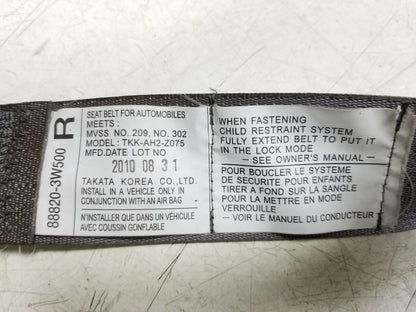 88820-3W500
R
SEAT BELT FOR AUTOMOBILES
MEETS :
MVSS NO. 209, NO. 302
MODEL: TKK-AH2-Z075
MFD.DATE LOT NO
2010 08 31
TAKATA KOREA CO.,LTD.
INSTALL IN A VEHICLE ONLY IN
CONJUNCTION WITH AN AIR BAG
N'INSTALLER QUE DANS UN VÉHICULE
AVEC COUSSIN GONFLABLE
WHEN FASTENING
CHILD RESTRAINT SYSTEM
FULLY EXTEND BELT TO PUT IT
IN THE LOCK MODE
– SEE OWNER'S MANUAL –
POUR BOUCLER LE SYSTEME
DE SECURITE POUR ENFANTS
TIRER A FOND SUR LA SANGLE
POUR LA METTRE EN MODE
VERROUILLAGE
- VOIR LE MANUEL DU CONDUCTEUR -